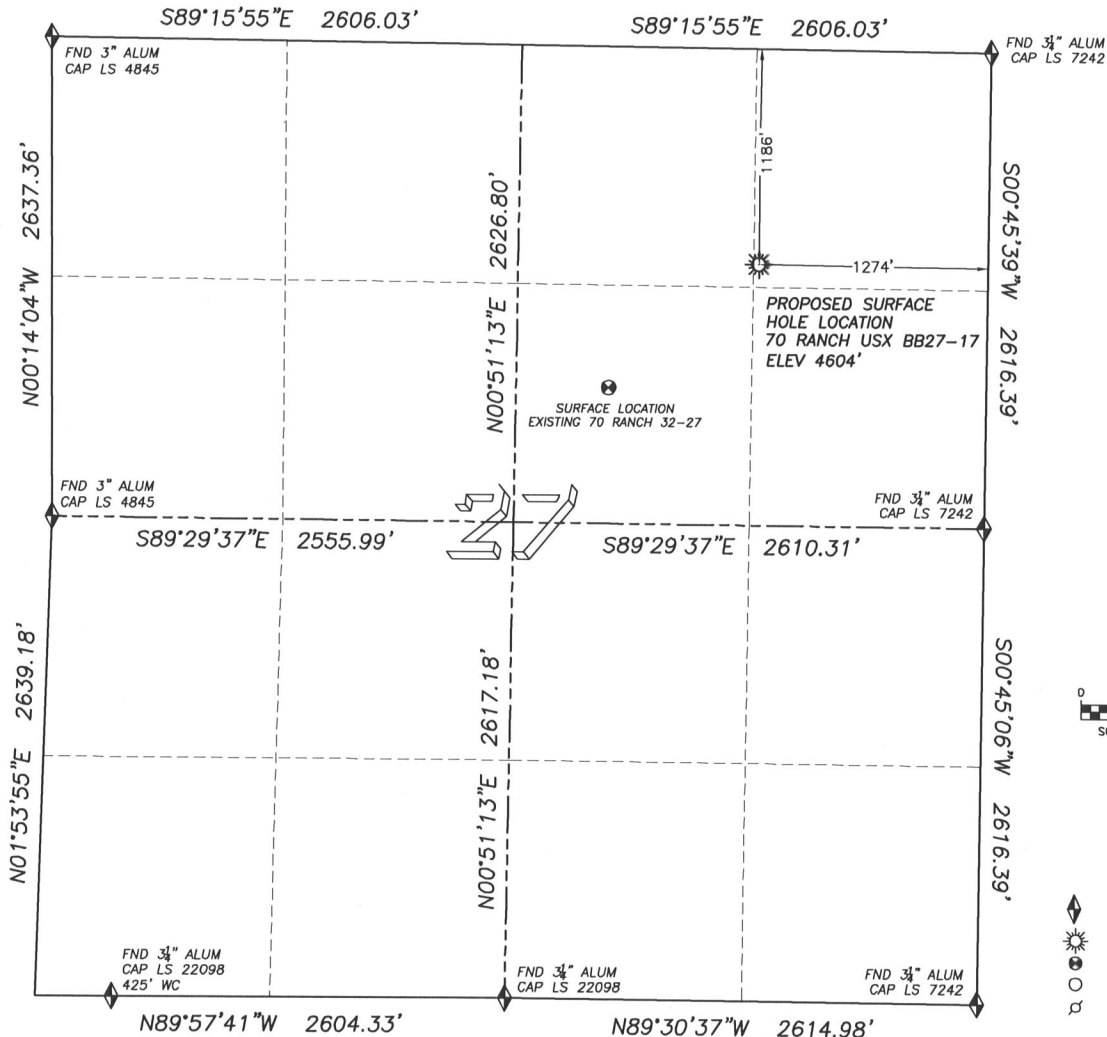 S89°15'55"E 2606.03'
S89°15'55"E 2606.03'
FND 3" ALUM
CAP LS 4845
FND 3¼" ALUM
CAP LS 7242
N00°14'04"W 2637.36'
N00°51'13"E 2626.80'
1186'
1274'
S00°45'39"W 2616.39'
PROPOSED SURFACE
HOLE LOCATION
70 RANCH USX BB27-17
ELEV 4604'
SURFACE LOCATION
EXISTING 70 RANCH 32-27
FND 3" ALUM
CAP LS 4845
27
FND 3¼" ALUM
CAP LS 7242
S89°29'37"E 2555.99'
S89°29'37"E 2610.31'
N01°53'55"E 2639.18'
N00°51'13"E 2617.18'
S00°45'06"W 2616.39'
FND 3¼" ALUM
CAP LS 22098
425' WC
FND 3¼" ALUM
CAP LS 22098
FND 3¼" ALUM
CAP LS 7242
N89°57'41"W 2604.33'
N89°30'37"W 2614.98'